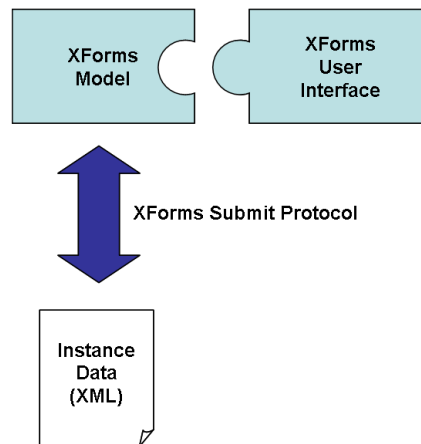 XForms
Model
XForms
User
Interface
XForms Submit Protocol
Instance
Data
(XML)